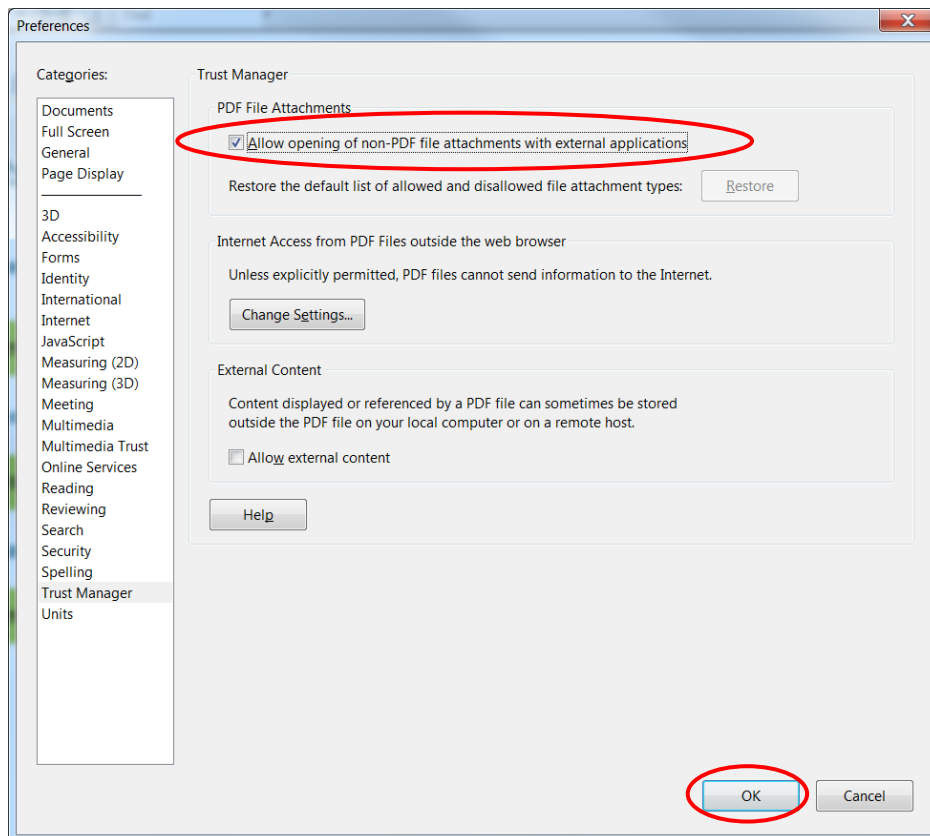 Preferences
Categories:
Documents
Full Screen
General
Page Display
3D
Accessibility
Forms
Identity
International
Internet
JavaScript
Measuring (2D)
Measuring (3D)
Meeting
Multimedia
Multimedia Trust
Online Services
Reading
Reviewing
Search
Security
Spelling
Trust Manager
Units
Trust Manager
PDF File Attachments
Allow opening of non-PDF file attachments with external applications
Restore the default list of allowed and disallowed file attachment types:
Restore
Internet Access from PDF Files outside the web browser
Unless explicitly permitted, PDF files cannot send information to the Internet.
Change Settings...
External Content
Content displayed or referenced by a PDF file can sometimes be stored
outside the PDF file on your local computer or on a remote host.
Allow external content
Help
OK
Cancel